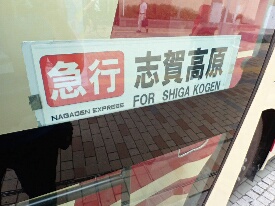 急行 志賀高原
NAGADEN EXPRESS FOR SHIGA KOGEN